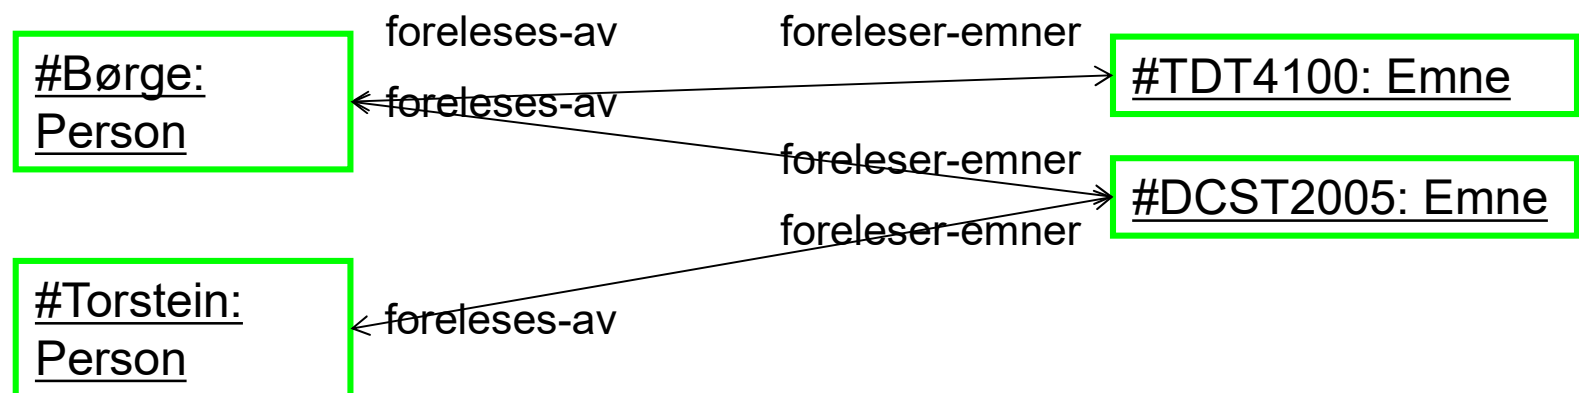 foreleses-av
foreleser-emner
#Børge:
Person
#TDT4100: Emne
foreleses-av
foreleser-emner
#DCST2005: Emne
foreleser-emner
#Torstein:
Person
foreleses-av